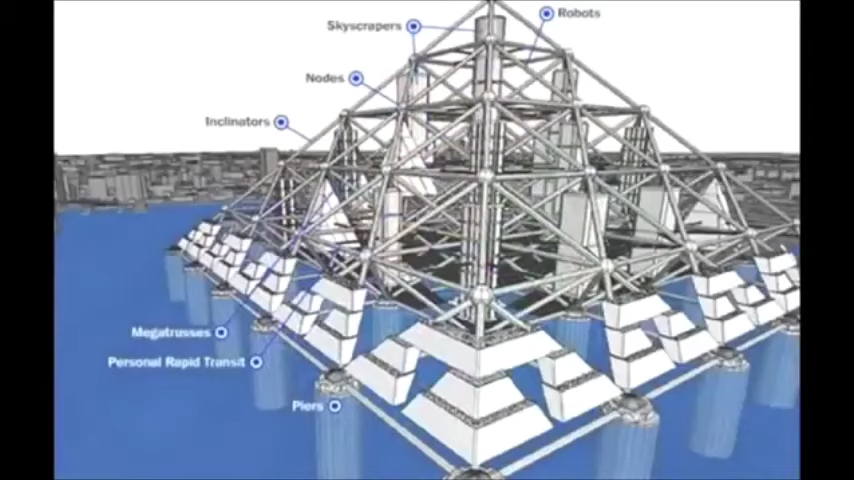 Robots
Skyscrapers
Nodes
Inclinators
Megatrusses
Personal Rapid Transit
Piers